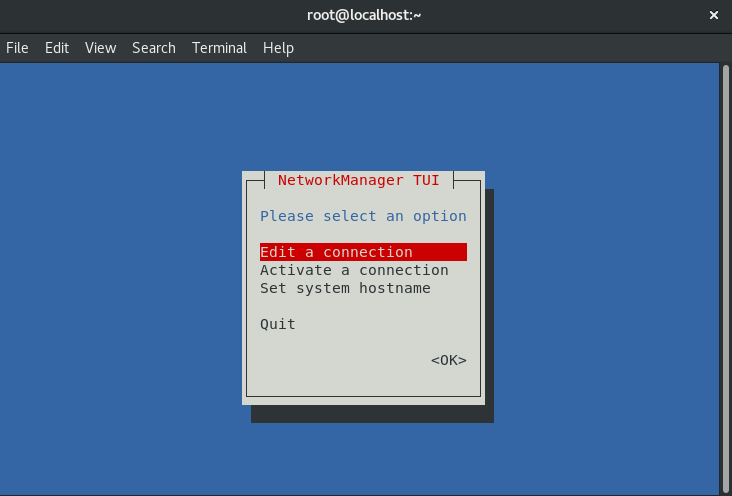 root@localhost:~
File Edit View Search Terminal Help
NetworkManager TUI
Please select an option
Edit a connection
Activate a connection
Set system hostname
Quit
<OK>